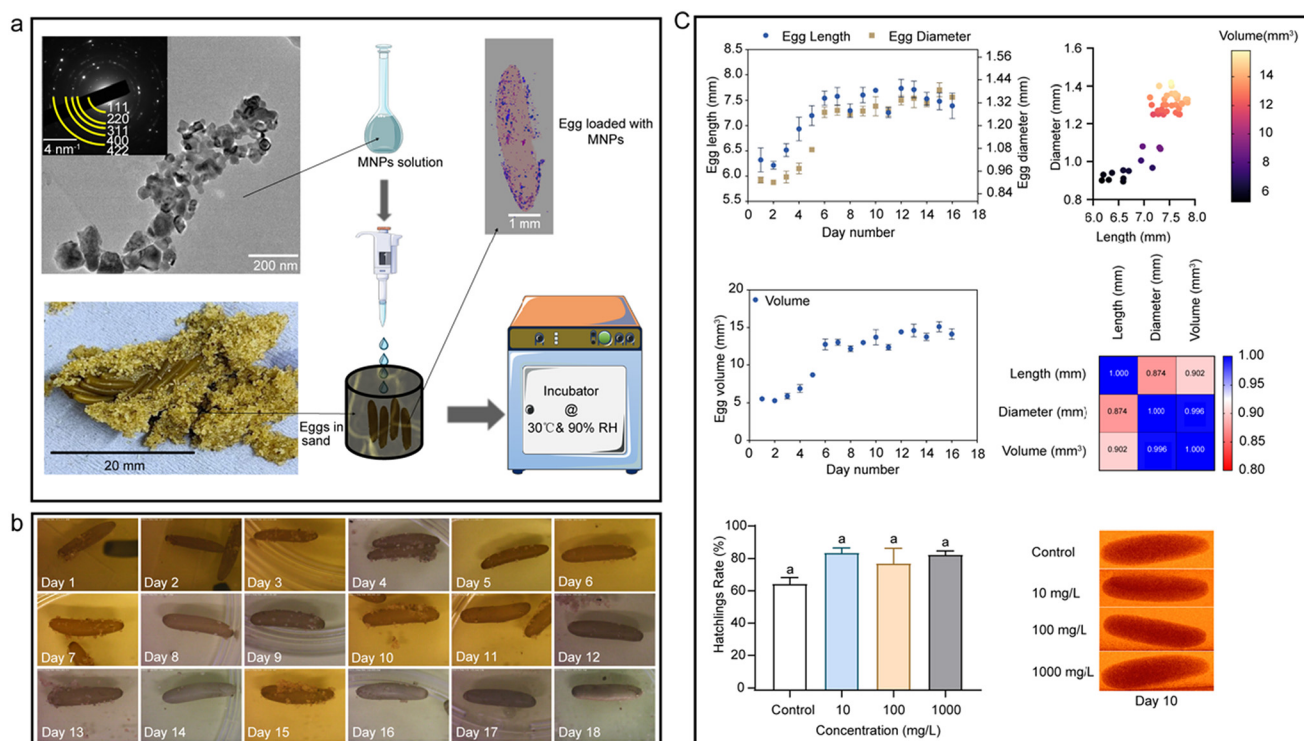 a
111
220
311
400
422
4 nm⁻¹
200 nm
MNPs solution
Egg loaded with
MNPs
1 mm
20 mm
Eggs in
sand
Incubator
@
30℃& 90% RH
b
Day 1
Day 2
Day 3
Day 4
Day 5
Day 6
Day 7
Day 8
Day 9
Day 10
Day 11
Day 12
Day 13
Day 14
Day 15
Day 16
Day 17
Day 18
C
Egg Length
Egg Diameter
Egg length (mm)
8.5
8.0
7.5
7.0
6.5
6.0
5.5
1.56
1.44
1.32
1.20
1.08
0.96
0.84
Egg diameter (mm)
0 2 4 6 8 10 12 14 16 18
Day number
Volume(mm³)
Diameter (mm)
1.6
1.4
1.2
1.0
0.8
6.0 6.5 7.0 7.5 8.0
Length (mm)
14
12
10
8
6
Volume
Egg volume (mm³)
20
15
10
5
0
0 2 4 6 8 10 12 14 16 18
Day number
Length (mm)
Diameter (mm)
Volume (mm³)
Length (mm)
1.000 0.874 0.902
Diameter (mm)
0.874 1.000 0.996
Volume (mm³)
0.902 0.996 1.000
1.00
0.95
0.90
0.85
0.80
Hatchlings Rate (%)
100
80
60
40
20
0
a a a a
Control 10 100 1000
Concentration (mg/L)
Control
10 mg/L
100 mg/L
1000 mg/L
Day 10